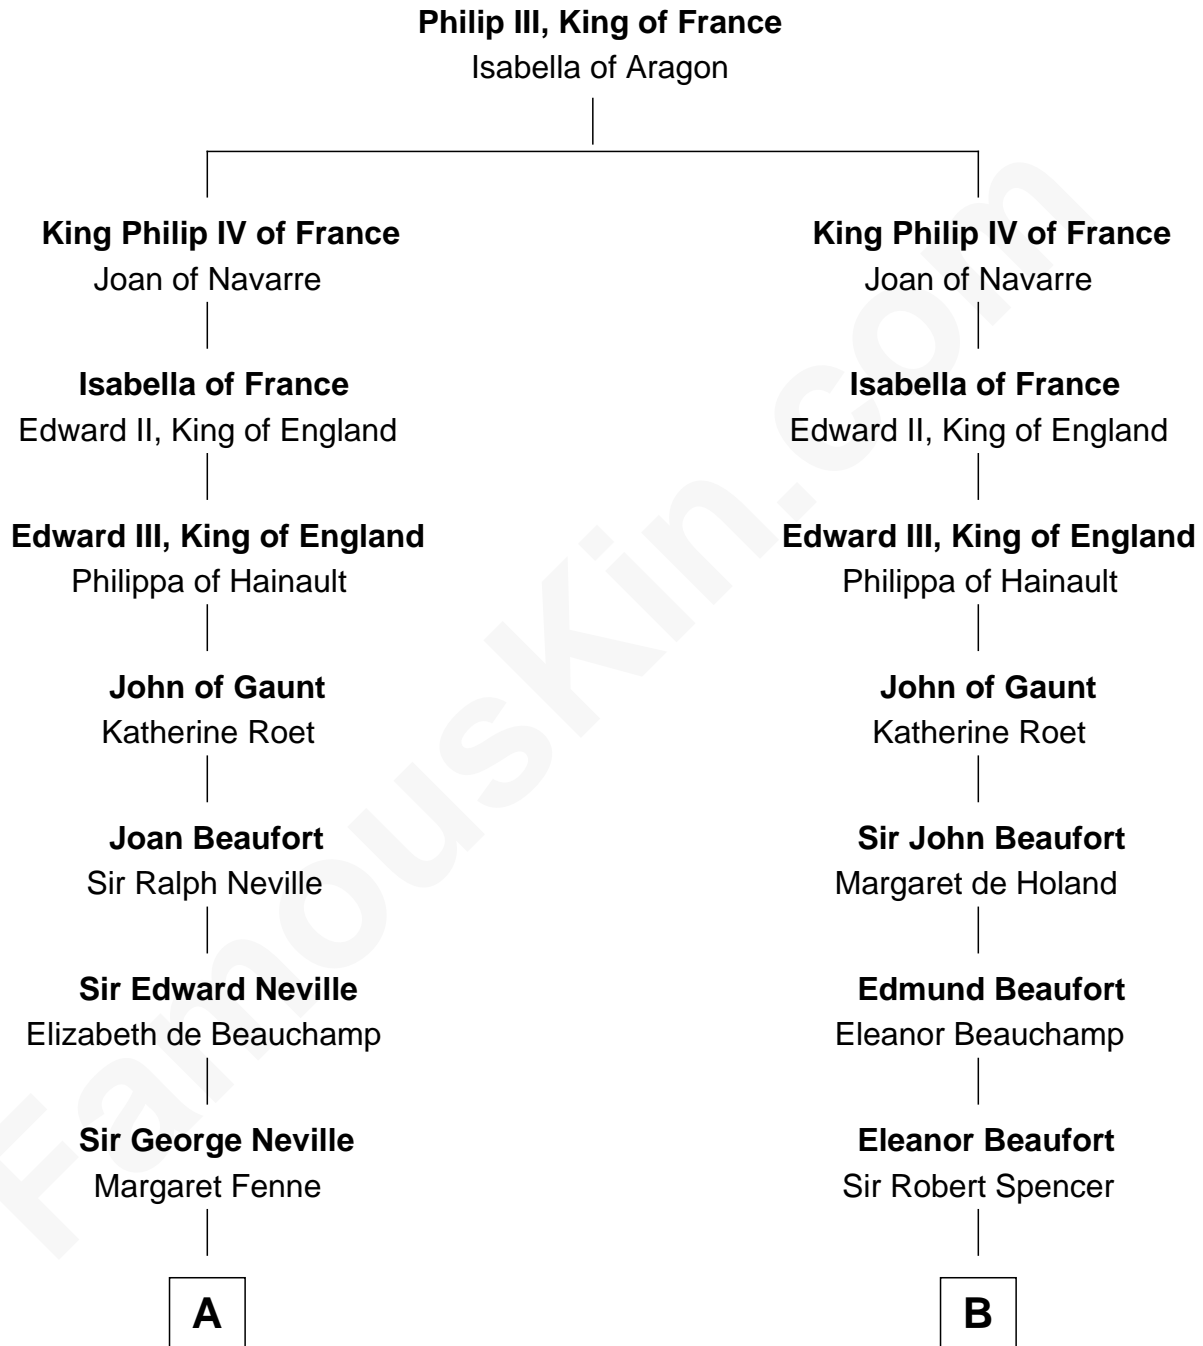 Philip III, King of France
Isabella of Aragon
King Philip IV of France
Joan of Navarre
Isabella of France
Edward II, King of England
Edward III, King of England
Philippa of Hainault
John of Gaunt
Katherine Roet
Joan Beaufort
Sir Ralph Neville
Sir Edward Neville
Elizabeth de Beauchamp
Sir George Neville
Margaret Fenne
A
King Philip IV of France
Joan of Navarre
Isabella of France
Edward II, King of England
Edward III, King of England
Philippa of Hainault
John of Gaunt
Katherine Roet
Sir John Beaufort
Margaret de Holand
Edmund Beaufort
Eleanor Beauchamp
Eleanor Beaufort
Sir Robert Spencer
B
FamousKin.com